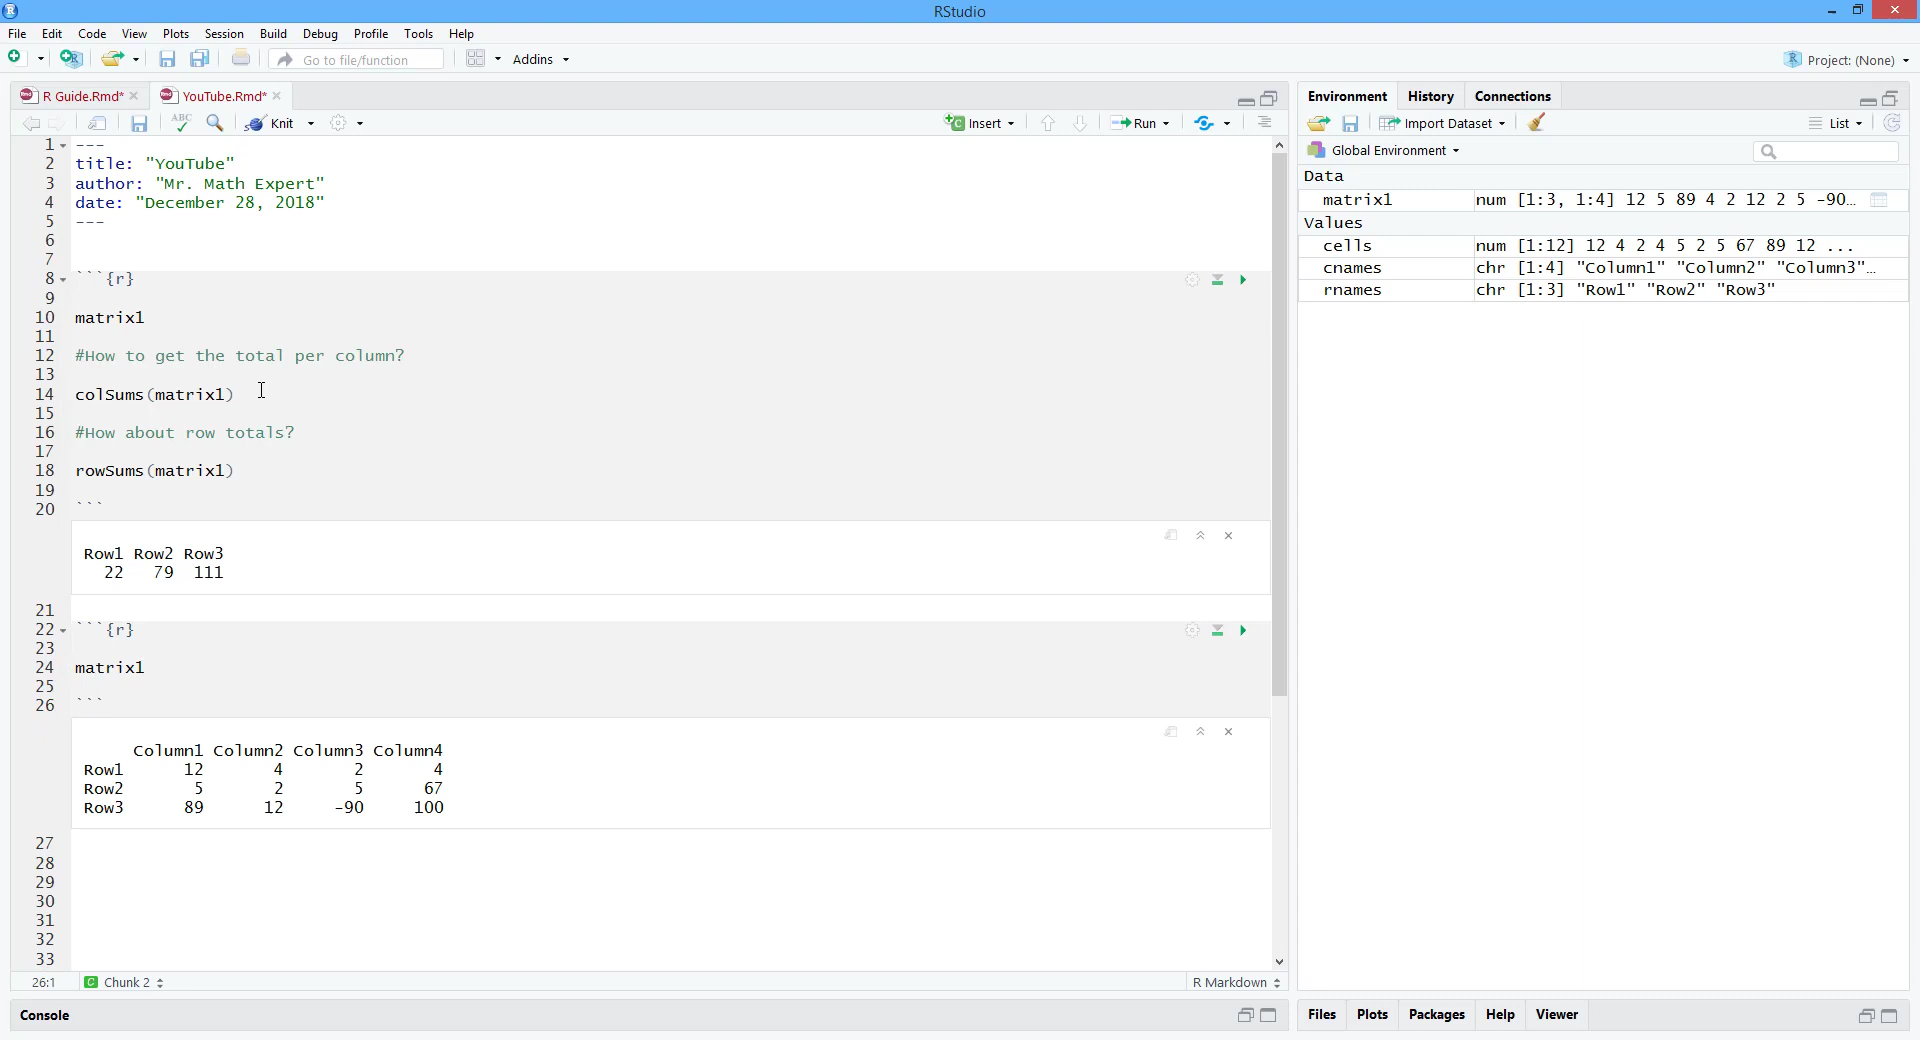 RStudio
File Edit Code View Plots Session Build Debug Profile Tools Help
Go to file/function Addins Project: (None)
R Guide.Rmd* YouTube.Rmd*
ABC Knit Insert Run
1 ---
2 title: "YouTube"
3 author: "Mr. Math Expert"
4 date: "December 28, 2018"
5 ---
6
7
8 ```{r}
9
10 matrix1
11
12 #How to get the total per column?
13
14 colSums(matrix1)
15
16 #How about row totals?
17
18 rowSums(matrix1)
19
20 ```
Row1 Row2 Row3
22 79 111
21
22 ```{r}
23
24 matrix1
25
26 ```
Column1 Column2 Column3 Column4
Row1 12 4 2 4
Row2 5 2 5 67
Row3 89 12 -90 100
27
28
29
30
31
32
33
26:1 Chunk 2 R Markdown
Console
Environment History Connections
Import Dataset List
Global Environment
Data
matrix1 num [1:3, 1:4] 12 5 89 4 2 12 2 5 -90…
Values
cells num [1:12] 12 4 2 4 5 2 5 67 89 12 ...
cnames chr [1:4] "Column1" "Column2" "Column3"…
rnames chr [1:3] "Row1" "Row2" "Row3"
Files Plots Packages Help Viewer